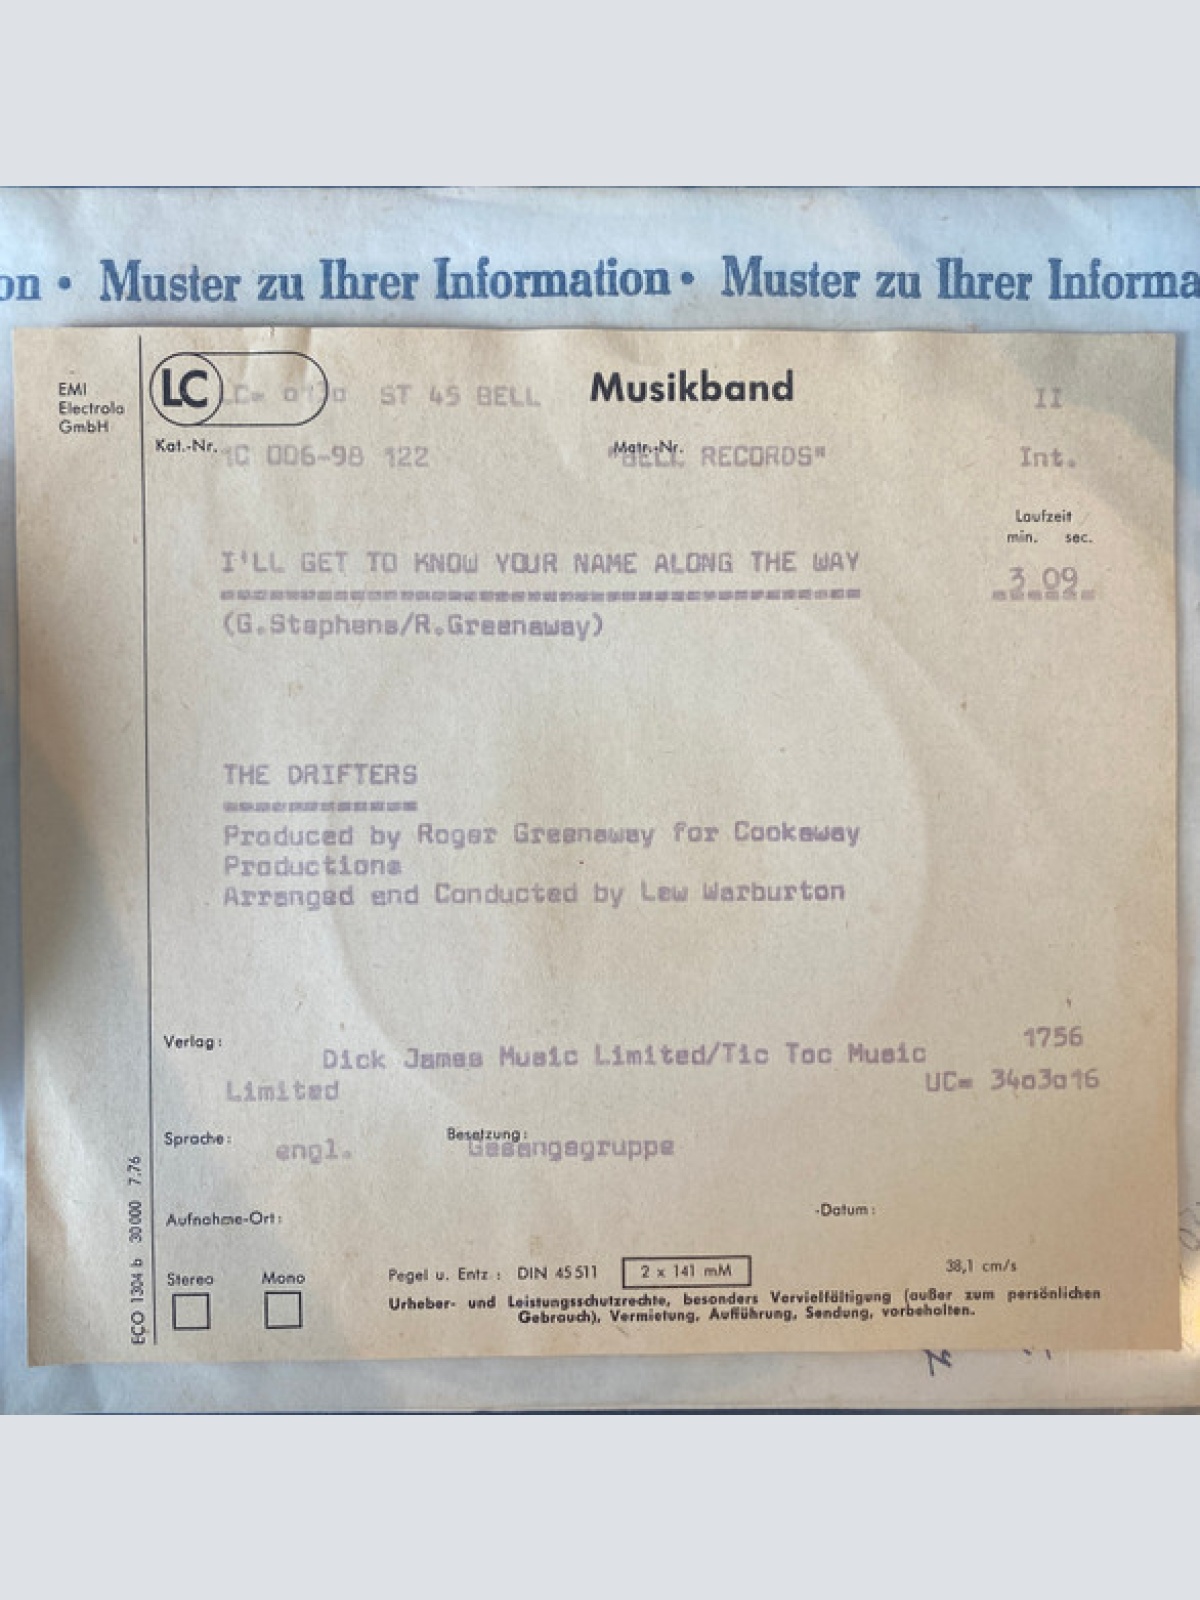 on • Muster zu Ihrer Information • Muster zu Ihrer Informa
EMI
Electrola
GmbH
LC ST 45 BELL Musikband II
Kat.-Nr. 1C 006-98 122 Matr.-Nr. "BELL RECORDS" Int.
Laufzeit
min. sec.
I'LL GET TO KNOW YOUR NAME ALONG THE WAY 3 09
(G.Stephens/R.Greenaway)
THE DRIFTERS
Produced by Roger Greenaway for Cookaway
Productions
Arranged and Conducted by Lew Warburton
Verlag: 1756
Dick James Music Limited/Tic Toc Music
Limited UC= 34o3o16
Sprache: engl. Besetzung: Gesangsgruppe
Aufnahme-Ort: -Datum:
Stereo Mono Pegel u. Entz.: DIN 45 511 2 x 141 mM 38,1 cm/s
Urheber- und Leistungsschutzrechte, besonders Vervielfältigung (außer zum persönlichen
Gebrauch), Vermietung, Aufführung, Sendung, vorbehalten.
ECO 1304 b 30 000 7.76